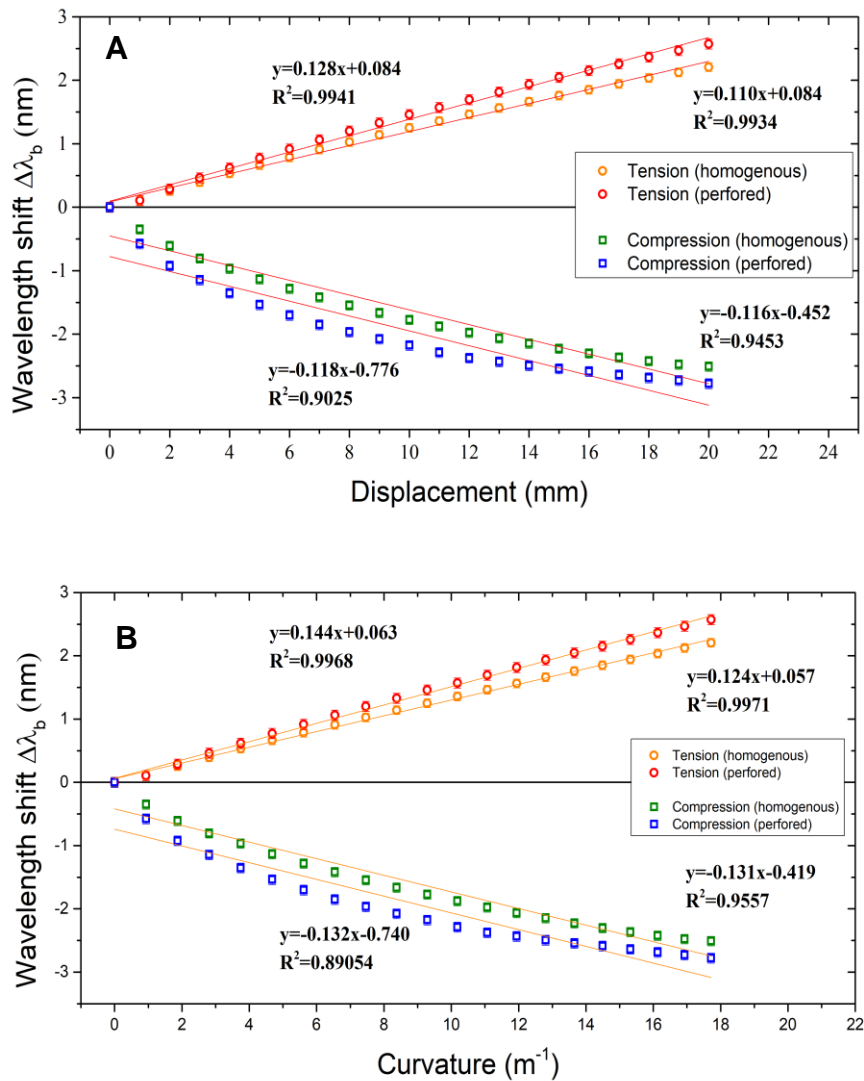 A
y=0.128x+0.084
R²=0.9941
y=0.110x+0.084
R²=0.9934
Tension (homogenous)
Tension (perfored)
Compression (homogenous)
Compression (perfored)
y=-0.116x-0.452
R²=0.9453
y=-0.118x-0.776
R²=0.9025
Wavelength shift Δλb (nm)
3
2
1
0
-1
-2
-3
0 2 4 6 8 10 12 14 16 18 20 22 24
Displacement (mm)
B
y=0.144x+0.063
R²=0.9968
y=0.124x+0.057
R²=0.9971
Tension (homogenous)
Tension (perfored)
Compression (homogenous)
Compression (perfored)
y=-0.131x-0.419
R²=0.9557
y=-0.132x-0.740
R²=0.89054
Wavelength shift Δλb (nm)
3
2
1
0
-1
-2
-3
0 2 4 6 8 10 12 14 16 18 20 22
Curvature (m⁻¹)